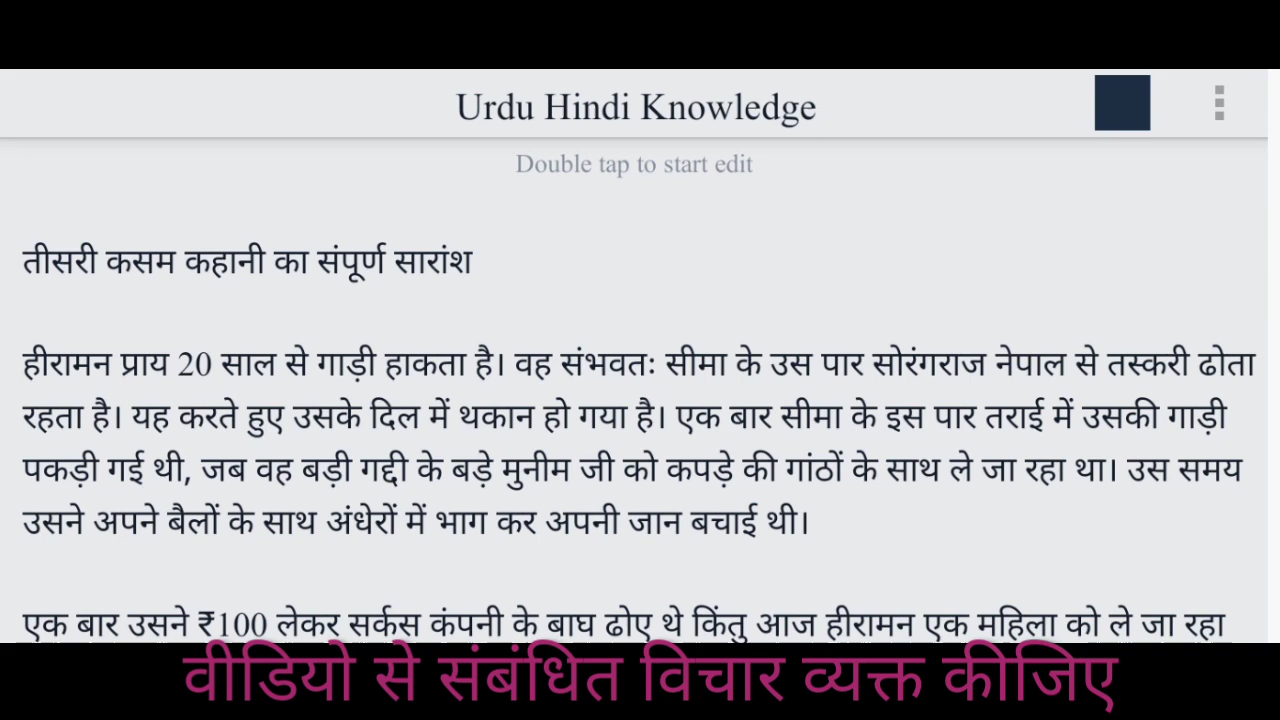 Urdu Hindi Knowledge
Double tap to start edit
तीसरी कसम कहानी का संपूर्ण सारांश
हीरामन प्राय 20 साल से गाड़ी हाकता है। वह संभवतः सीमा के उस पार सोरंगराज नेपाल से तस्करी ढोता
रहता है। यह करते हुए उसके दिल में थकान हो गया है। एक बार सीमा के इस पार तराई में उसकी गाड़ी
पकड़ी गई थी, जब वह बड़ी गद्दी के बड़े मुनीम जी को कपड़े की गांठों के साथ ले जा रहा था। उस समय
उसने अपने बैलों के साथ अंधेरों में भाग कर अपनी जान बचाई थी।
एक बार उसने ₹100 लेकर सर्कस कंपनी के बाघ ढोए थे किंतु आज हीरामन एक महिला को ले जा रहा
वीडियो से संबंधित विचार व्यक्त कीजिए